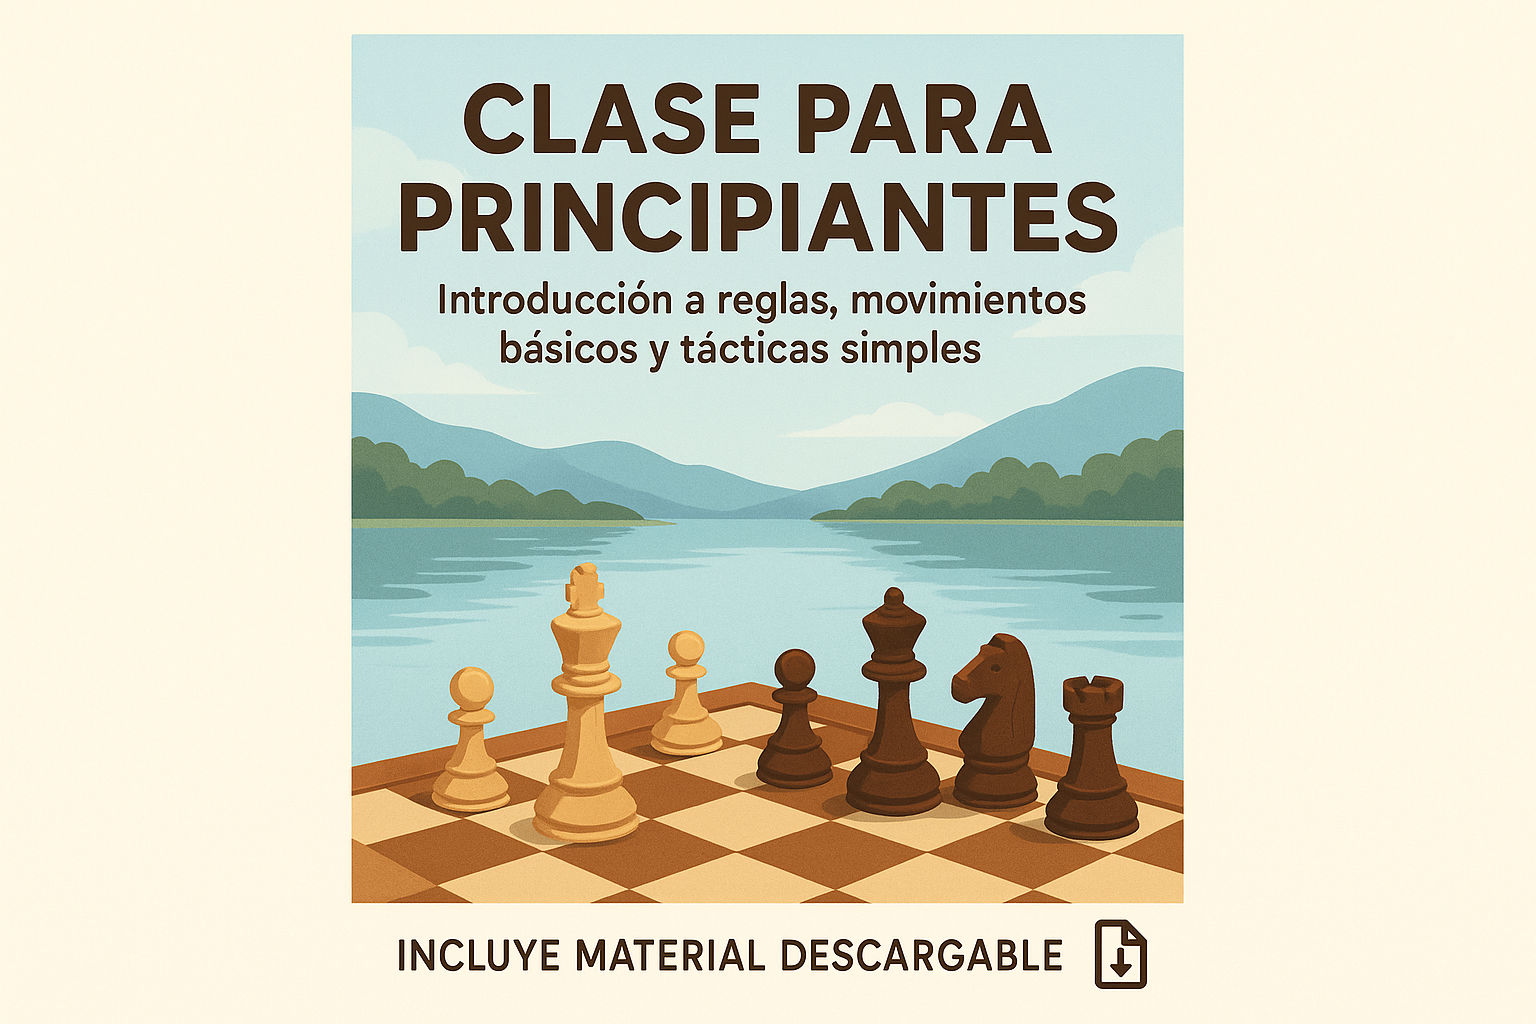 CLASE PARA
PRINCIPIANTES
Introducción a reglas, movimientos
básicos y tácticas simples
INCLUYE MATERIAL DESCARGABLE